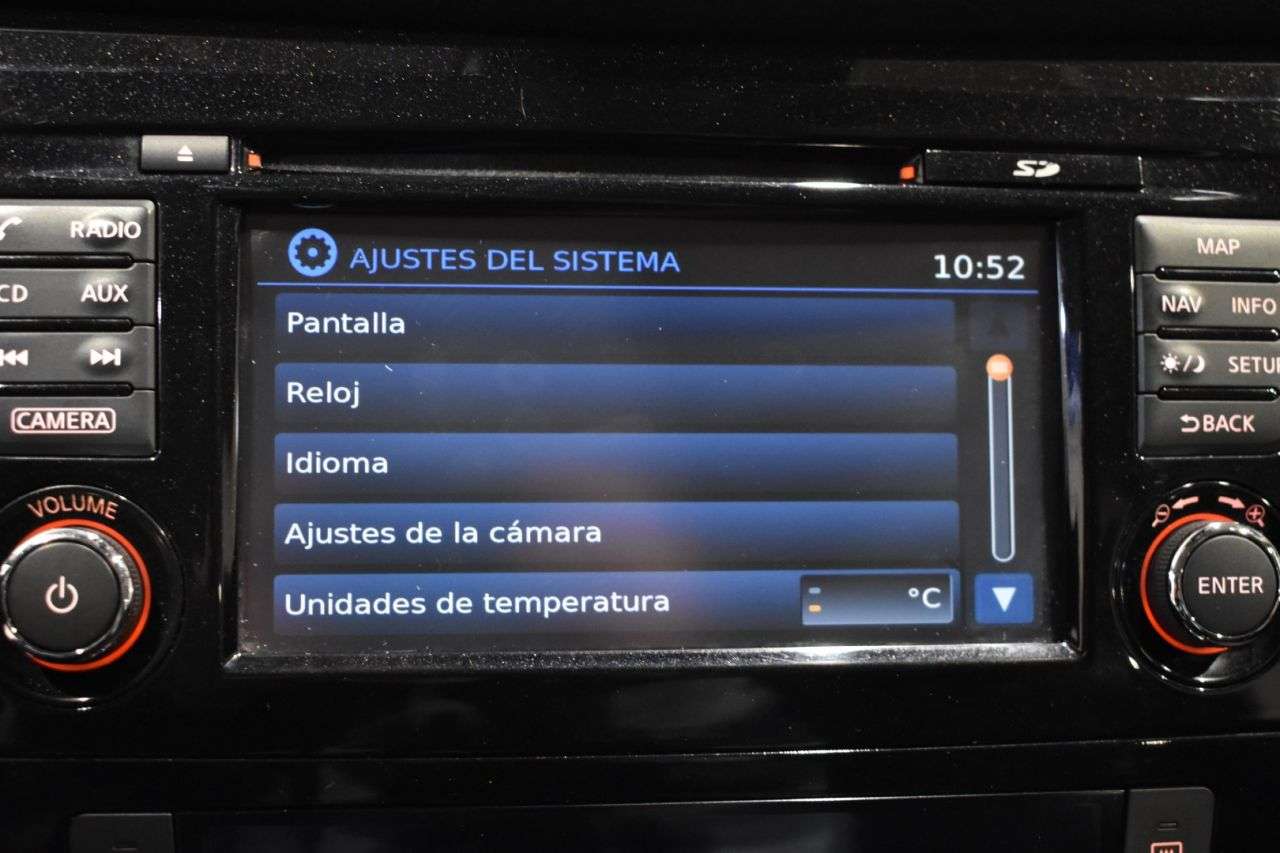 SD
RADIO
CD AUX
CAMERA
VOLUME
AJUSTES DEL SISTEMA 10:52
Pantalla
Reloj
Idioma
Ajustes de la cámara
Unidades de temperatura °C
MAP
NAV INFO
SETUP
BACK
ENTER